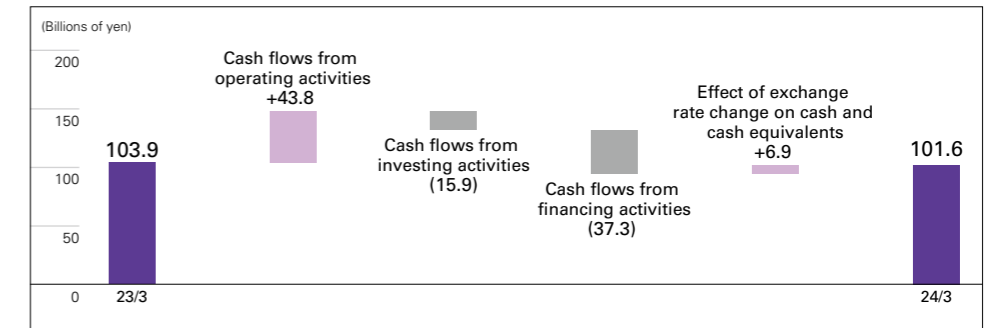 (Billions of yen)
200
150
100
50
0
103.9
23/3
Cash flows from
operating activities
+43.8
Cash flows from
investing activities
(15.9)
Cash flows from
financing activities
(37.3)
Effect of exchange
rate change on cash and
cash equivalents
+6.9
101.6
24/3